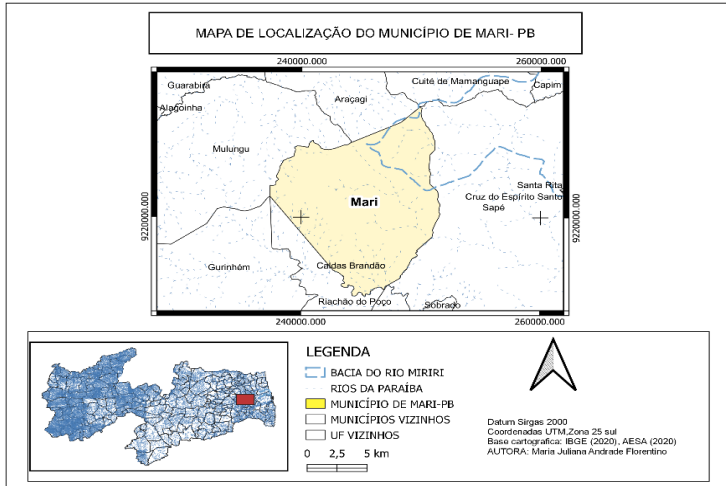 MAPA DE LOCALIZAÇÃO DO MUNICÍPIO DE MARI- PB
240000.000
260000.000
Guarabira
Cuité de Mamanguape
Capim
Araçagi
Alagoinha
Mulungu
Santa Rita
Mari
Cruz do Espírito Santo
Sapé
9220000.000
9220000.000
Gurinhém
Caldas Brandão
Riachão do Poço
Sobrado
240000.000
260000.000
LEGENDA
BACIA DO RIO MIRIRI
RIOS DA PARAÍBA
MUNICÍPIO DE MARI-PB
MUNICÍPIOS VIZINHOS
UF VIZINHOS
0 2,5 5 km
Datum Sirgas 2000
Coordenadas UTM,Zona 25 sul
Base cartografica: IBGE (2020), AESA (2020)
AUTORA: Maria Juliana Andrade Florentino